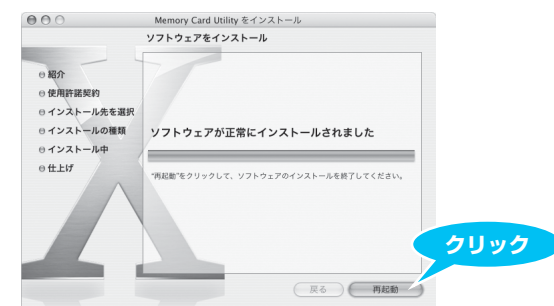 Memory Card Utility をインストール
ソフトウェアをインストール
紹介
使用許諾契約
インストール先を選択
インストールの種類
インストール中
仕上げ
ソフトウェアが正常にインストールされました
"再起動"をクリックして、ソフトウェアのインストールを終了してください。
クリック
戻る
再起動